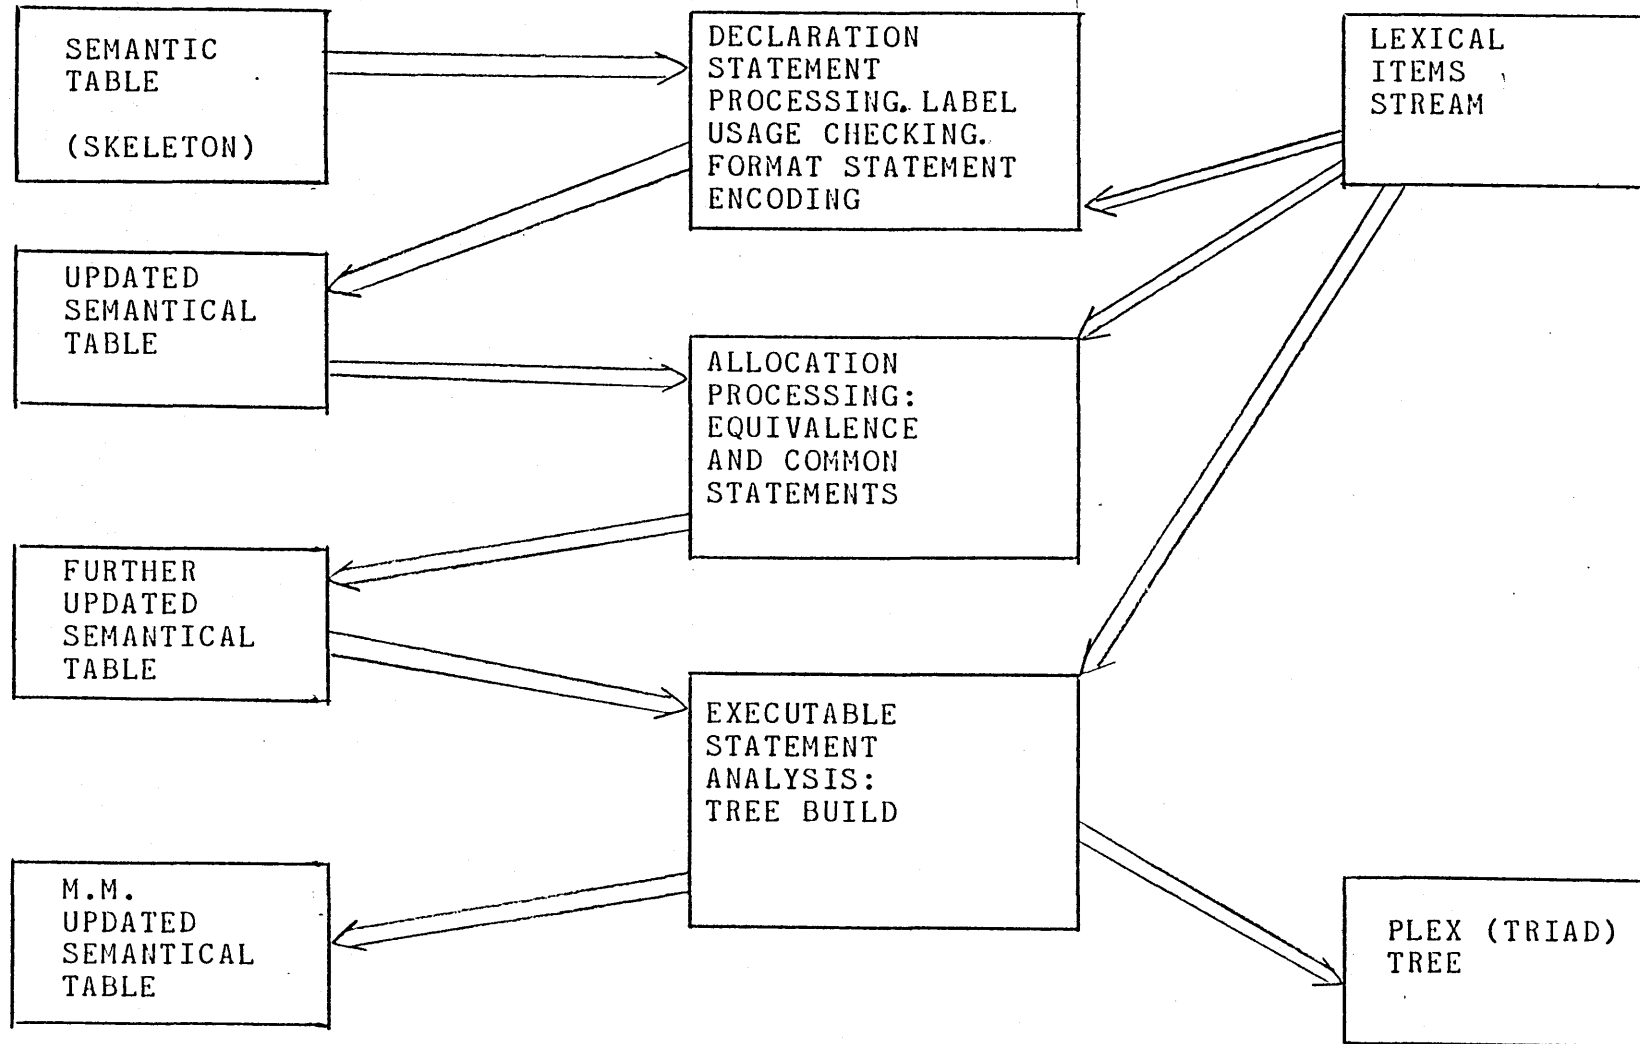 SEMANTIC
TABLE
(SKELETON)
DECLARATION
STATEMENT
PROCESSING. LABEL
USAGE CHECKING.
FORMAT STATEMENT
ENCODING
LEXICAL
ITEMS
STREAM
UPDATED
SEMANTICAL
TABLE
ALLOCATION
PROCESSING:
EQUIVALENCE
AND COMMON
STATEMENTS
FURTHER
UPDATED
SEMANTICAL
TABLE
EXECUTABLE
STATEMENT
ANALYSIS:
TREE BUILD
M.M.
UPDATED
SEMANTICAL
TABLE
PLEX (TRIAD)
TREE